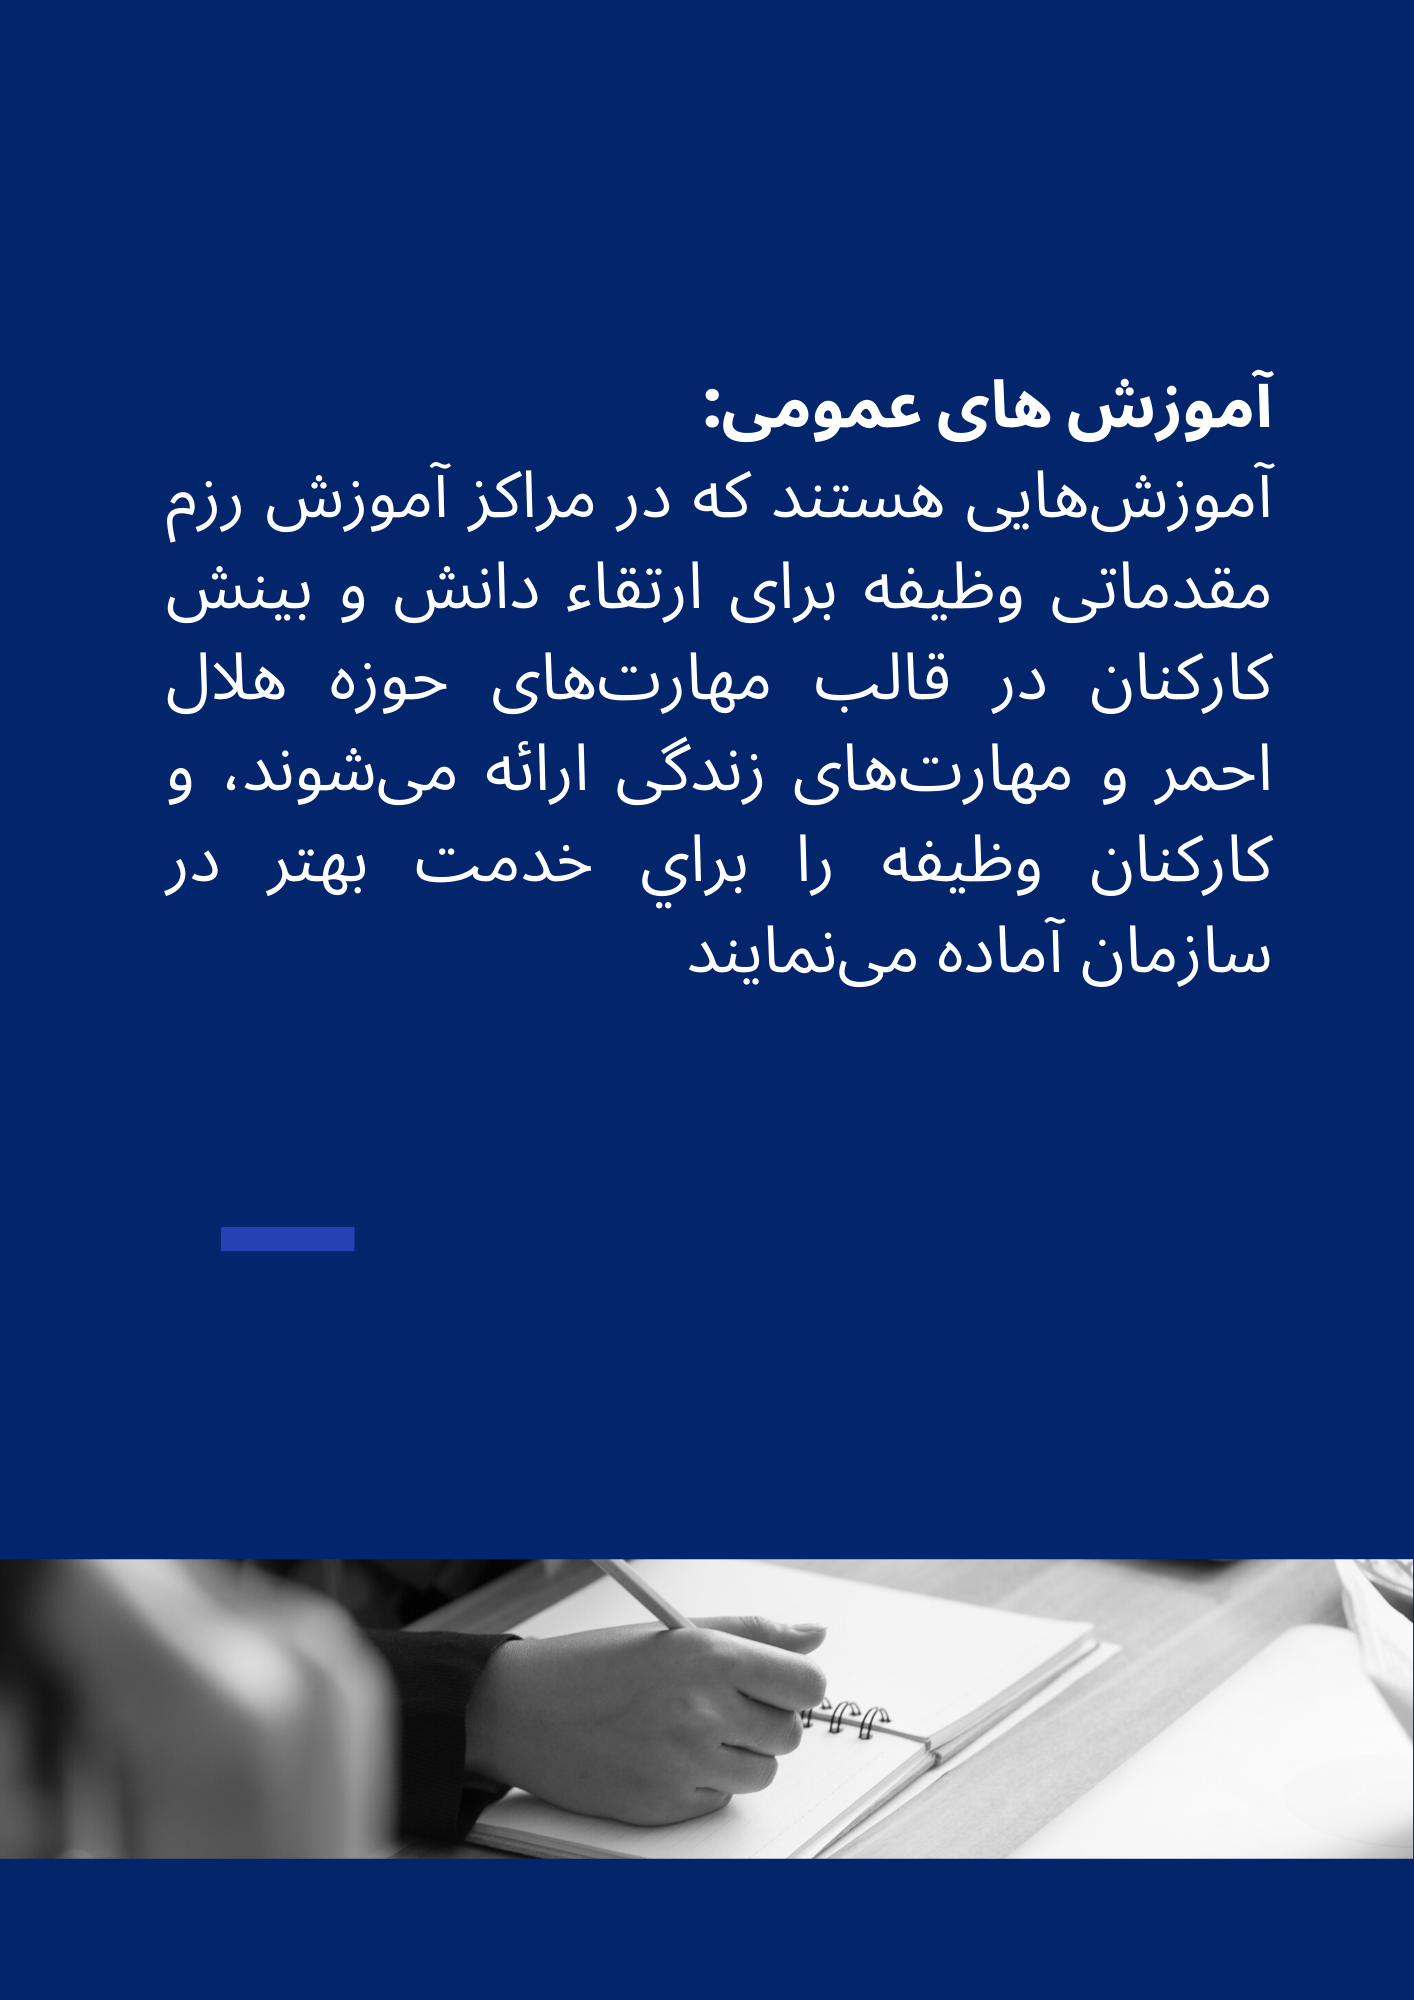 آموزش های عمومی:
آموزش‌هایی هستند که در مراکز آموزش رزم
مقدماتی وظیفه برای ارتقاء دانش و بینش
کارکنان در قالب مهارت‌های حوزه هلال
احمر و مهارت‌های زندگی ارائه می‌شوند، و
کارکنان وظیفه را براي خدمت بهتر در
سازمان آماده می‌نمایند